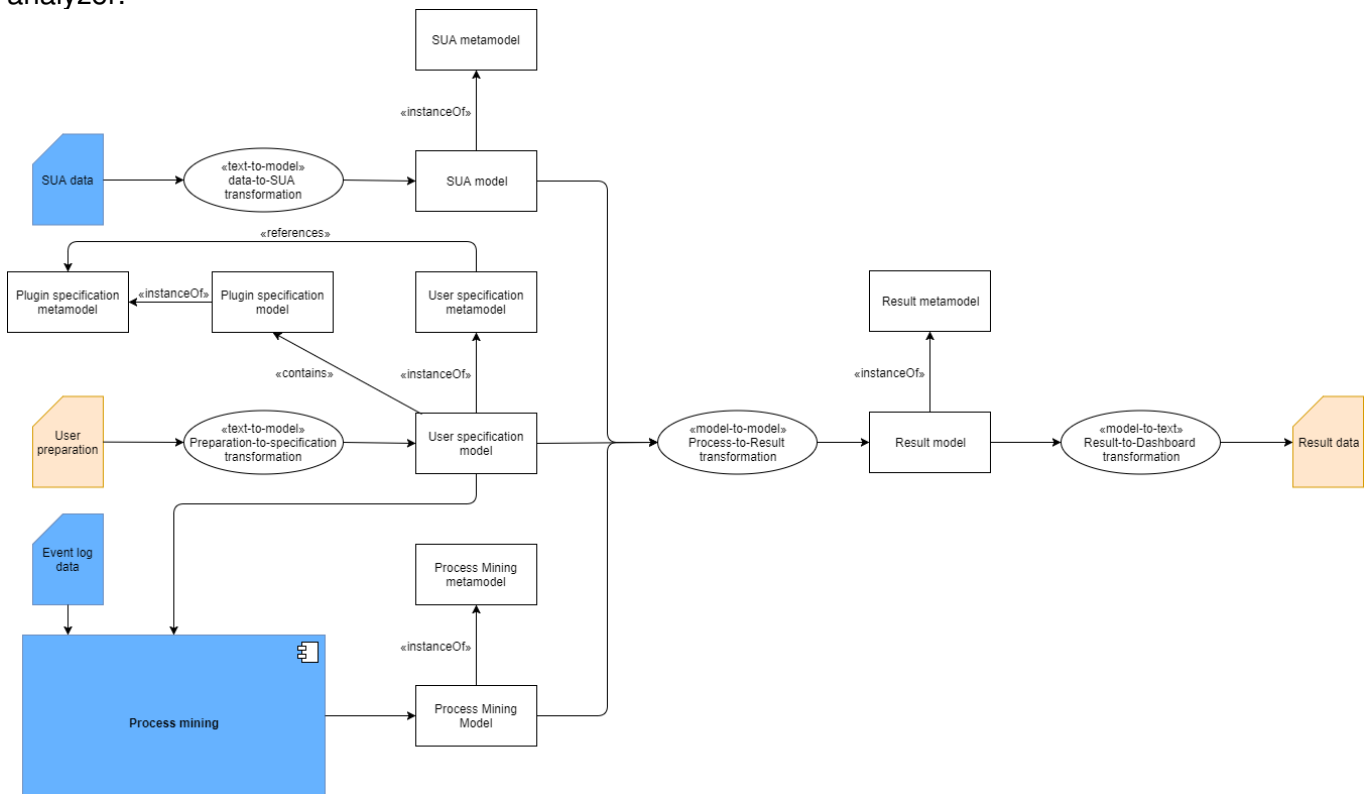 analyzer.
SUA metamodel
«instanceOf»
SUA data
«text-to-model»
data-to-SUA
transformation
SUA model
«references»
Plugin specification
metamodel
«instanceOf»
Plugin specification
model
User specification
metamodel
Result metamodel
«contains»
«instanceOf»
«instanceOf»
User
preparation
«text-to-model»
Preparation-to-specification
transformation
User specification
model
«model-to-model»
Process-to-Result
transformation
Result model
«model-to-text»
Result-to-Dashboard
transformation
Result data
Event log
data
Process Mining
metamodel
«instanceOf»
Process mining
Process Mining
Model